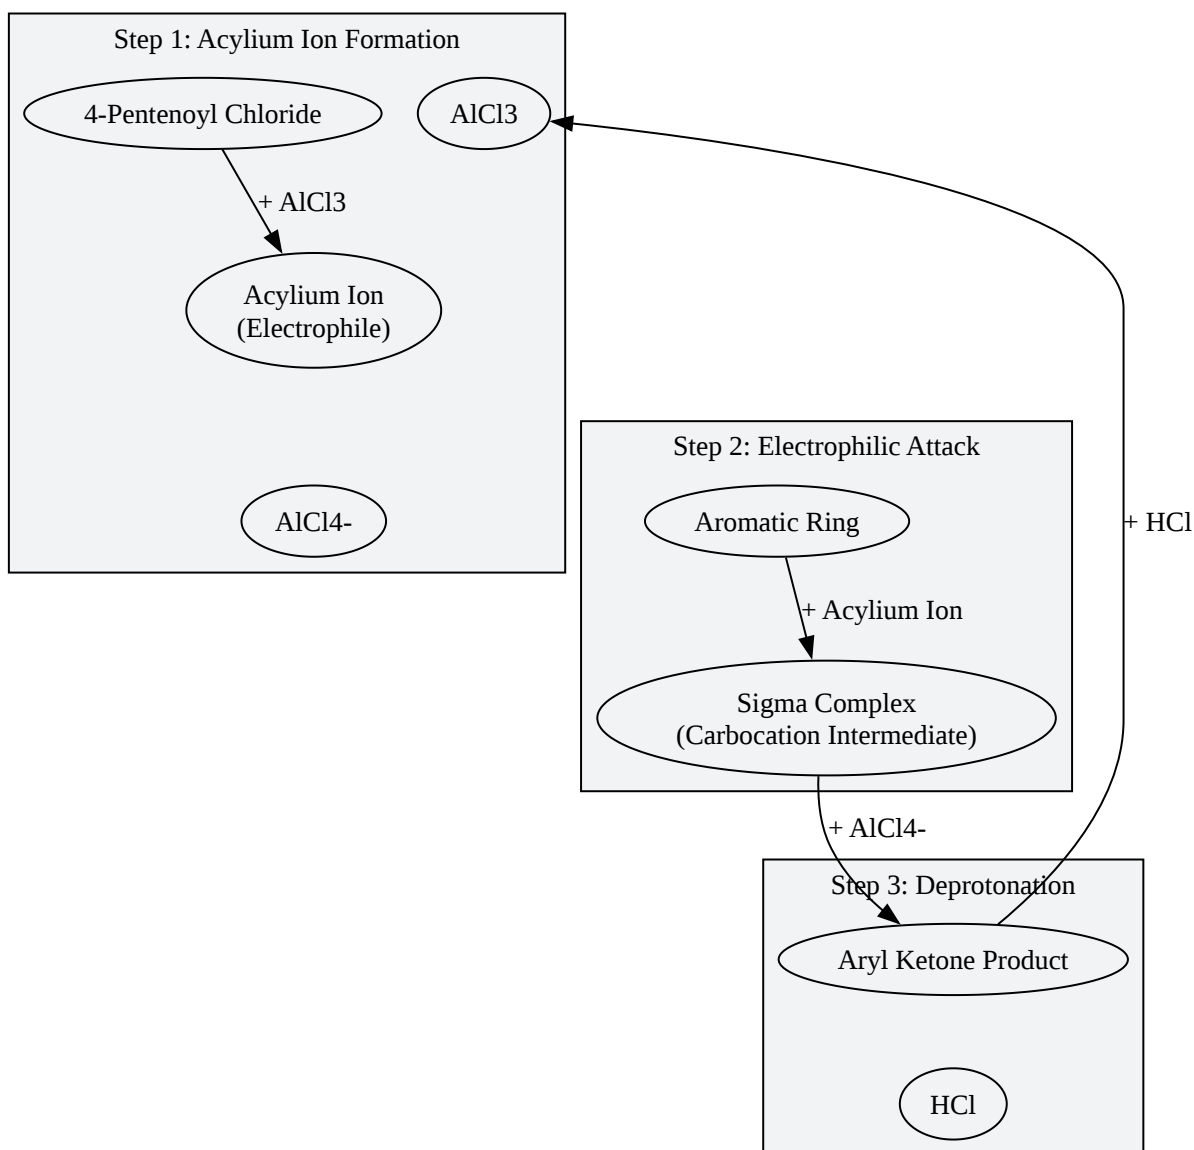 Step 1: Acylium Ion Formation
4-Pentenoyl Chloride
AlCl3
+ AlCl3
Acylium Ion
(Electrophile)
AlCl4-
Step 2: Electrophilic Attack
Aromatic Ring
+ HCl
+ Acylium Ion
Sigma Complex
(Carbocation Intermediate)
+ AlCl4-
Step 3: Deprotonation
Aryl Ketone Product
HCl